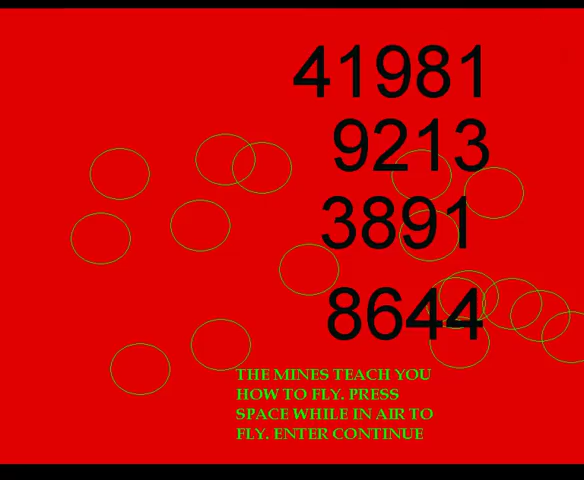 41981
9213
3891
8644
THE MINES TEACH YOU
HOW TO FLY. PRESS
SPACE WHILE IN AIR TO
FLY. ENTER CONTINUE